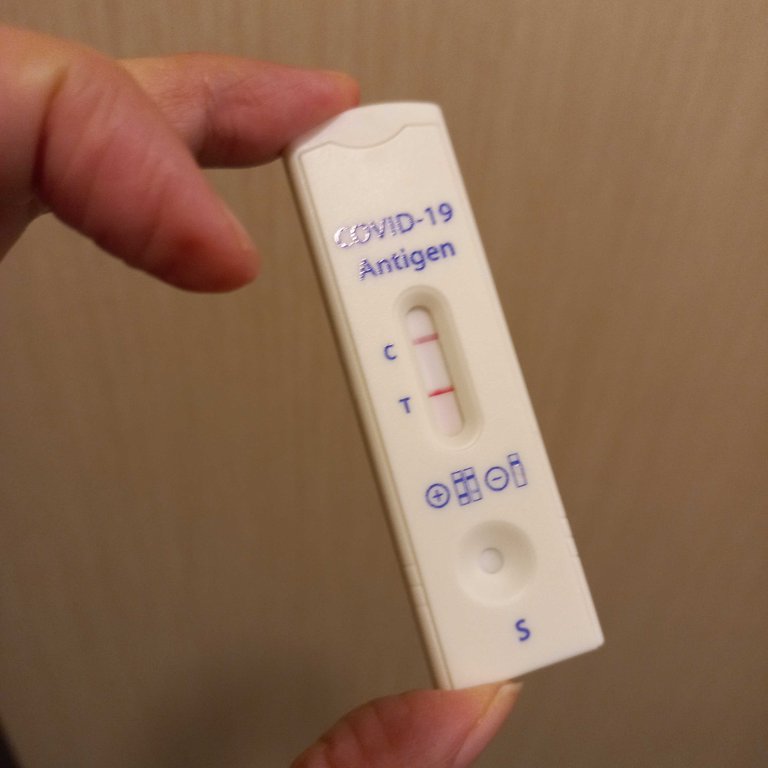 COVID-19
Antigen
C
T
+ −
S